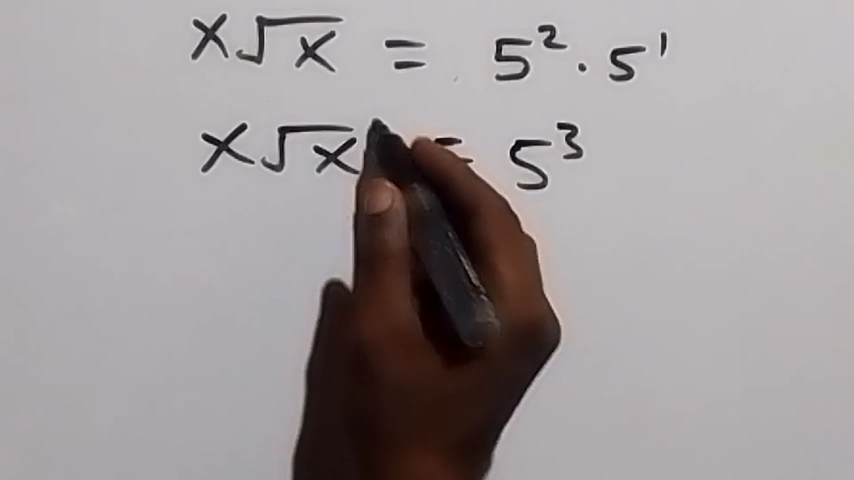 x√x = 5² · 5¹
x√x = 5³